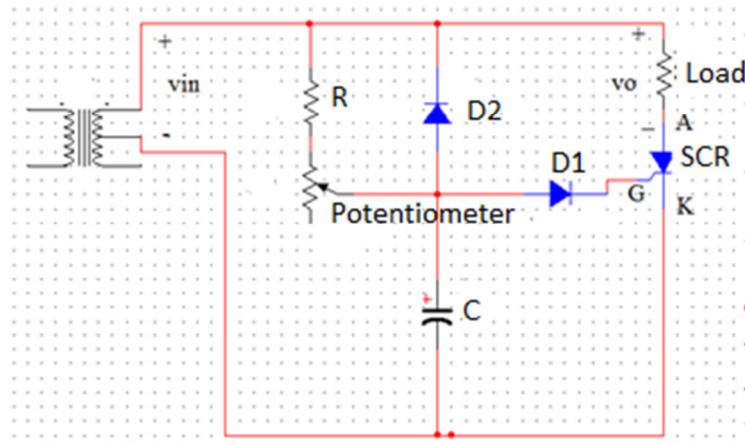 +
vin
-
R
Potentiometer
D2
D1
C
+
+
vo
Load
−
A
SCR
G
K